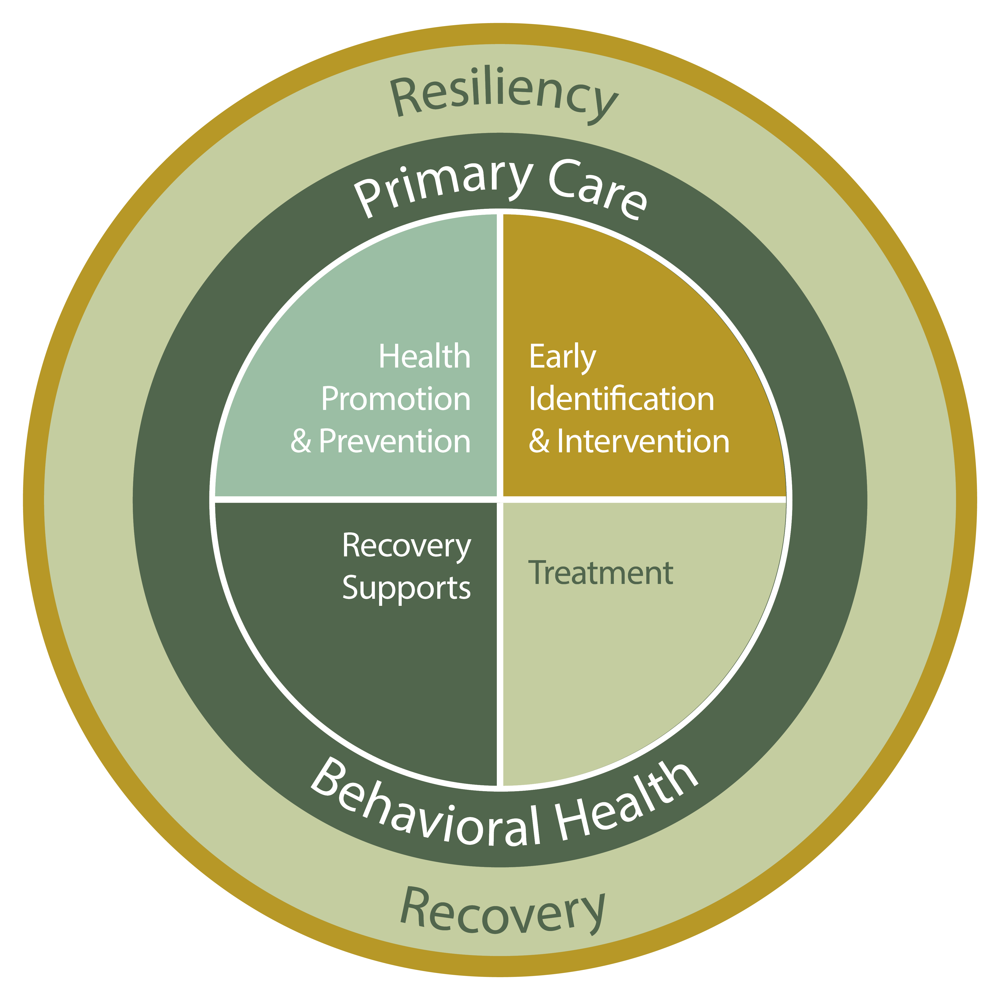 Resiliency
Primary Care
Health
Promotion
& Prevention
Early
Identification
& Intervention
Recovery
Supports
Treatment
Behavioral Health
Recovery